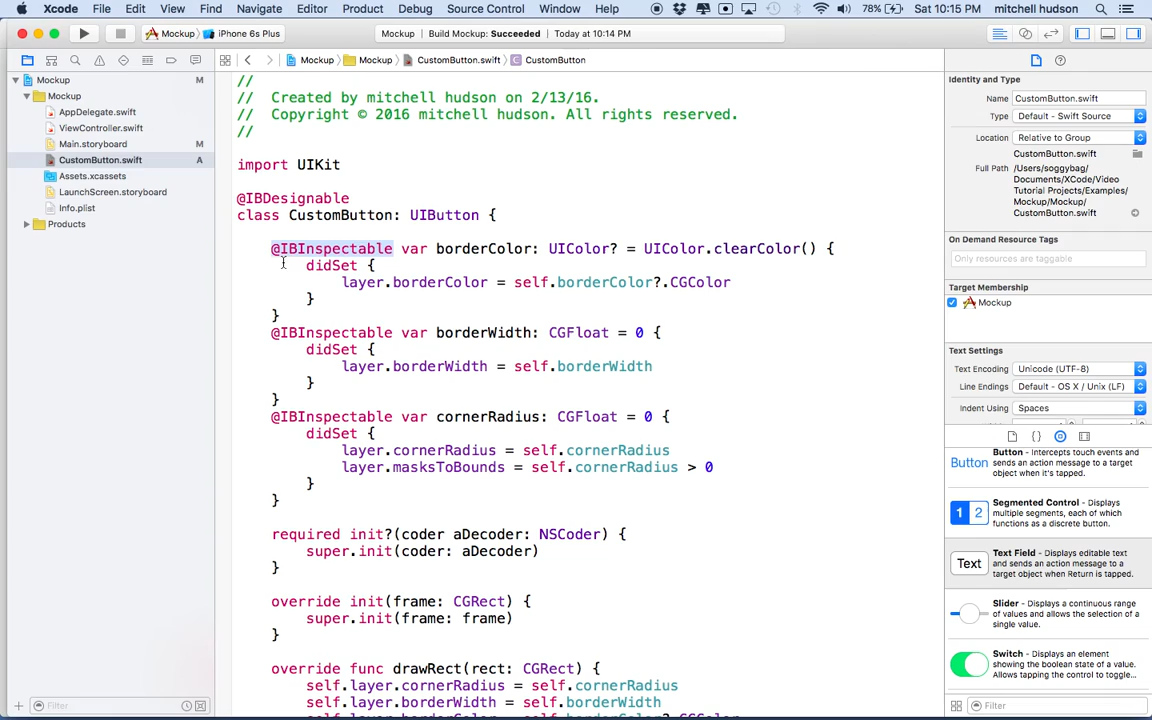 Xcode File Edit View Find Navigate Editor Product Debug Source Control Window Help 78% Sat 10:15 PM mitchell hudson
Mockup iPhone 6s Plus Mockup Build Mockup: Succeeded Today at 10:14 PM
Mockup Mockup CustomButton.swift C CustomButton
Mockup M
Mockup
AppDelegate.swift
ViewController.swift
Main.storyboard M
CustomButton.swift A
Assets.xcassets
LaunchScreen.storyboard
Info.plist
Products
Filter
//
// Created by mitchell hudson on 2/13/16.
// Copyright © 2016 mitchell hudson. All rights reserved.
//
import UIKit
@IBDesignable
class CustomButton: UIButton {
@IBInspectable var borderColor: UIColor? = UIColor.clearColor() {
didSet {
layer.borderColor = self.borderColor?.CGColor
}
}
@IBInspectable var borderWidth: CGFloat = 0 {
didSet {
layer.borderWidth = self.borderWidth
}
}
@IBInspectable var cornerRadius: CGFloat = 0 {
didSet {
layer.cornerRadius = self.cornerRadius
layer.masksToBounds = self.cornerRadius > 0
}
}
required init?(coder aDecoder: NSCoder) {
super.init(coder: aDecoder)
}
override init(frame: CGRect) {
super.init(frame: frame)
}
override func drawRect(rect: CGRect) {
self.layer.cornerRadius = self.cornerRadius
self.layer.borderWidth = self.borderWidth
Identity and Type
Name CustomButton.swift
Type Default - Swift Source
Location Relative to Group
CustomButton.swift
Full Path /Users/soggybag/
Documents/XCode/Video
Tutorial Projects/Examples/
Mockup/Mockup/
CustomButton.swift
On Demand Resource Tags
Only resources are taggable
Target Membership
Mockup
Text Settings
Text Encoding Unicode (UTF-8)
Line Endings Default - OS X / Unix (LF)
Indent Using Spaces
Button Button - Intercepts touch events and
sends an action message to a
target object when it's tapped.
1 2 Segmented Control - Displays
multiple segments, each of which
functions as a discrete button.
Text Text Field - Displays editable text
and sends an action message to a
target object when Return is tapped.
Slider - Displays a continuous range
of values and allows the selection of a
single value.
Switch - Displays an element
showing the boolean state of a value.
Allows tapping the control to toggle...
Filter